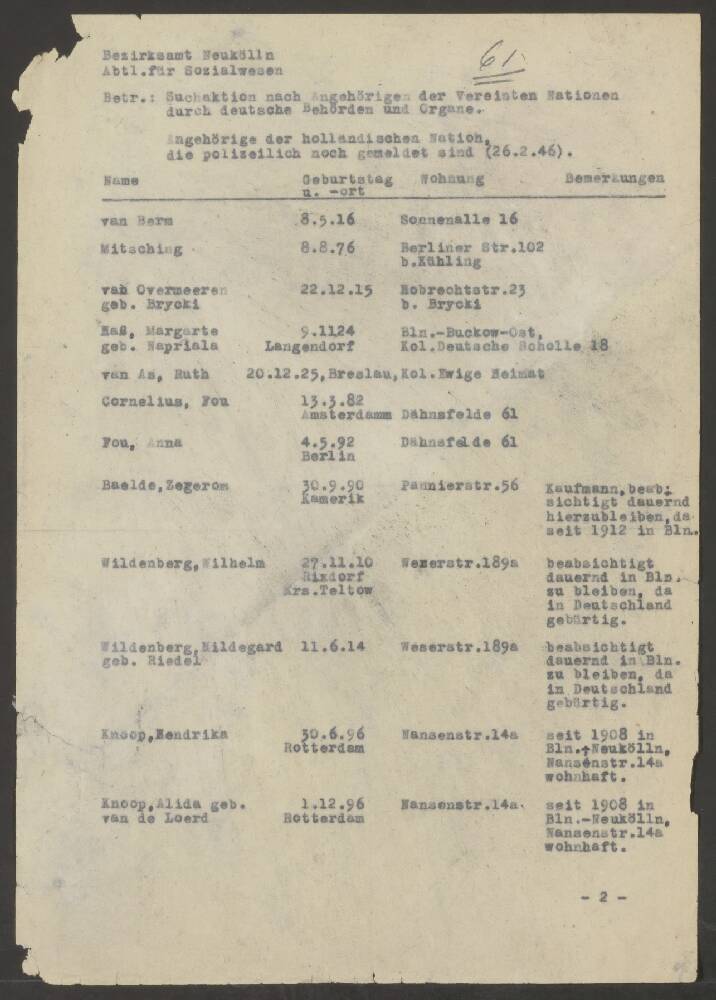 Bezirksamt Neukölln
Abtl.für Sozialwesen
61
Betr.: Suchaktion nach Angehörigen der Vereinten Nationen
durch deutsche Behörden und Organe.
Angehörige der holländischen Nation,
die polizeilich noch gemeldet sind (26.2.46).
Name Geburtstag Wohnung Bemerkungen
u. -ort
van Berm 8.5.16 Sonnenalle 16
Mitsching 8.8.76 Berliner Str.102
b.Kühling
van Overmeeren 22.12.15 Hobrechtstr.23
geb. Brycki b. Brycki
Haß, Margarte 9.1124 Bln.-Buckow-Ost,
geb. Napriala Langendorf Kol.Deutsche Scholle 18
van As, Ruth 20.12.25,Breslau,Kol.Ewige Heimat
Cornelius, Fou 13.3.82
Amsterdamm Dähnsfelde 61
Fou, Anna 4.5.92 Dähnsfelde 61
Berlin
Baelde,Zegerom 30.9.90 Pannierstr.56 Kaufmann,beab;
Kamerik sichtigt dauernd
hierzubleiben,da
seit 1912 in Bln.
Wildenberg,Wilhelm 27.11.10 Weserstr.189a beabsichtigt
Rixdorf dauernd in Bln.
Krs.Teltow zu bleiben, da
in Deutschland
gebürtig.
Wildenberg,Hildegard 11.6.14 Weserstr.189a beabsichtigt
geb. Riedel dauernd in Bln.
zu bleiben, da
in Deutschland
gebürtig.
Knoop,Hendrika 30.6.96 Nansenstr.14a seit 1908 in
Rotterdam Bln.-Neukölln,
Nansenstr.14a
wohnhaft.
Knoop,Alida geb. 1.12.96 Nansenstr.14a seit 1908 in
van de Loerd Rotterdam Bln.-Neukölln,
Nansenstr.14a
wohnhaft.
- 2 -